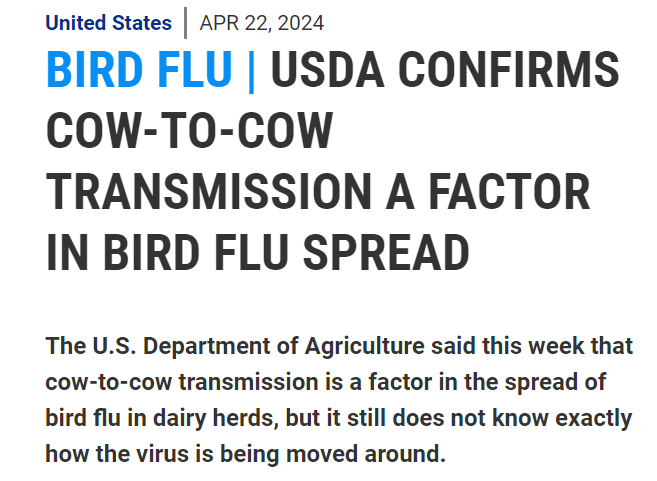 United States | APR 22, 2024
BIRD FLU | USDA CONFIRMS
COW-TO-COW
TRANSMISSION A FACTOR
IN BIRD FLU SPREAD
The U.S. Department of Agriculture said this week that
cow-to-cow transmission is a factor in the spread of
bird flu in dairy herds, but it still does not know exactly
how the virus is being moved around.